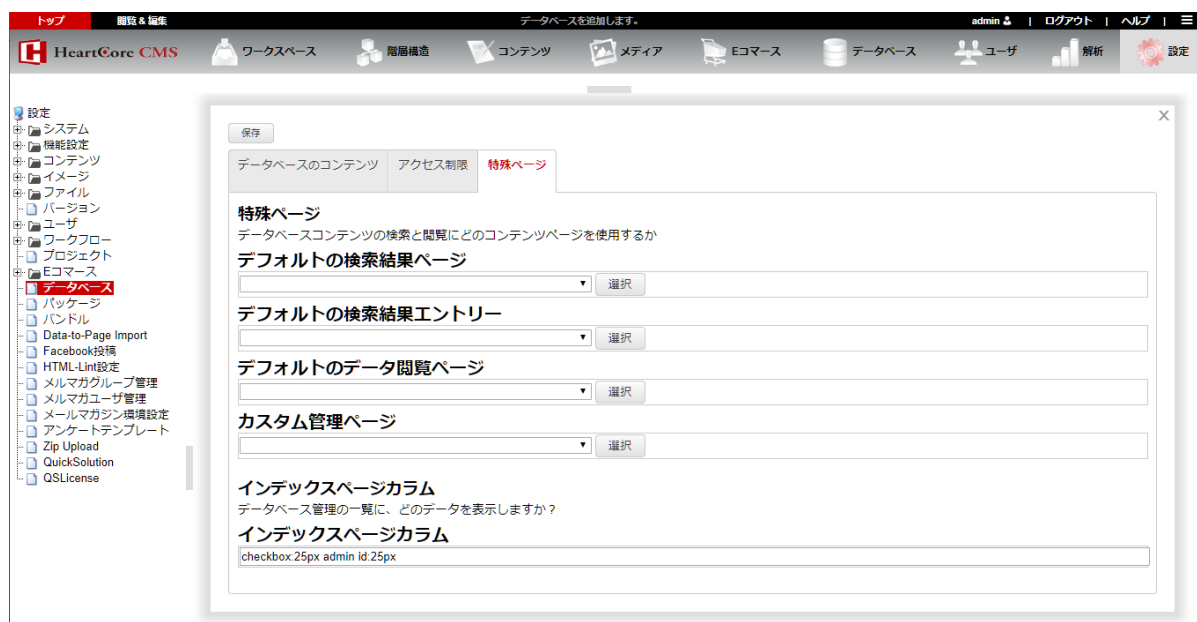 トップ 閲覧 & 編集 データベースを追加します。 admin | ログアウト | ヘルプ | ☰
HeartCore CMS ワークスペース 階層構造 コンテンツ メディア Eコマース データベース ユーザ 解析 設定
設定
システム
機能設定
コンテンツ
イメージ
ファイル
バージョン
ユーザ
ワークフロー
プロジェクト
Eコマース
データベース
パッケージ
バンドル
Data-to-Page Import
Facebook投稿
HTML-Lint設定
メルマガグループ管理
メルマガユーザ管理
メールマガジン環境設定
アンケートテンプレート
Zip Upload
QuickSolution
QSLicense
X
保存
データベースのコンテンツ アクセス制限 特殊ページ
特殊ページ
データベースコンテンツの検索と閲覧にどのコンテンツページを使用するか
デフォルトの検索結果ページ
選択
デフォルトの検索結果エントリー
選択
デフォルトのデータ閲覧ページ
選択
カスタム管理ページ
選択
インデックスページカラム
データベース管理の一覧に、どのデータを表示しますか？
インデックスページカラム
checkbox:25px admin id:25px